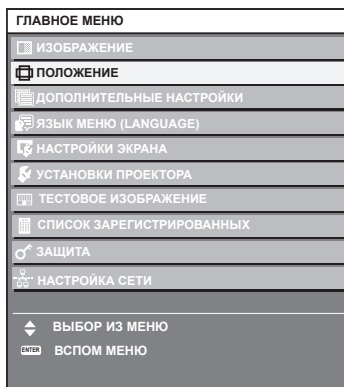 ГЛАВНОЕ МЕНЮ
ИЗОБРАЖЕНИЕ
ПОЛОЖЕНИЕ
ДОПОЛНИТЕЛЬНЫЕ НАСТРОЙКИ
ЯЗЫК МЕНЮ (LANGUAGE)
НАСТРОЙКИ ЭКРАНА
УСТАНОВКИ ПРОЕКТОРА
ТЕСТОВОЕ ИЗОБРАЖЕНИЕ
СПИСОК ЗАРЕГИСТРИРОВАННЫХ
ЗАЩИТА
НАСТРОЙКА СЕТИ
ВЫБОР ИЗ МЕНЮ
ENTER ВСПОМ МЕНЮ